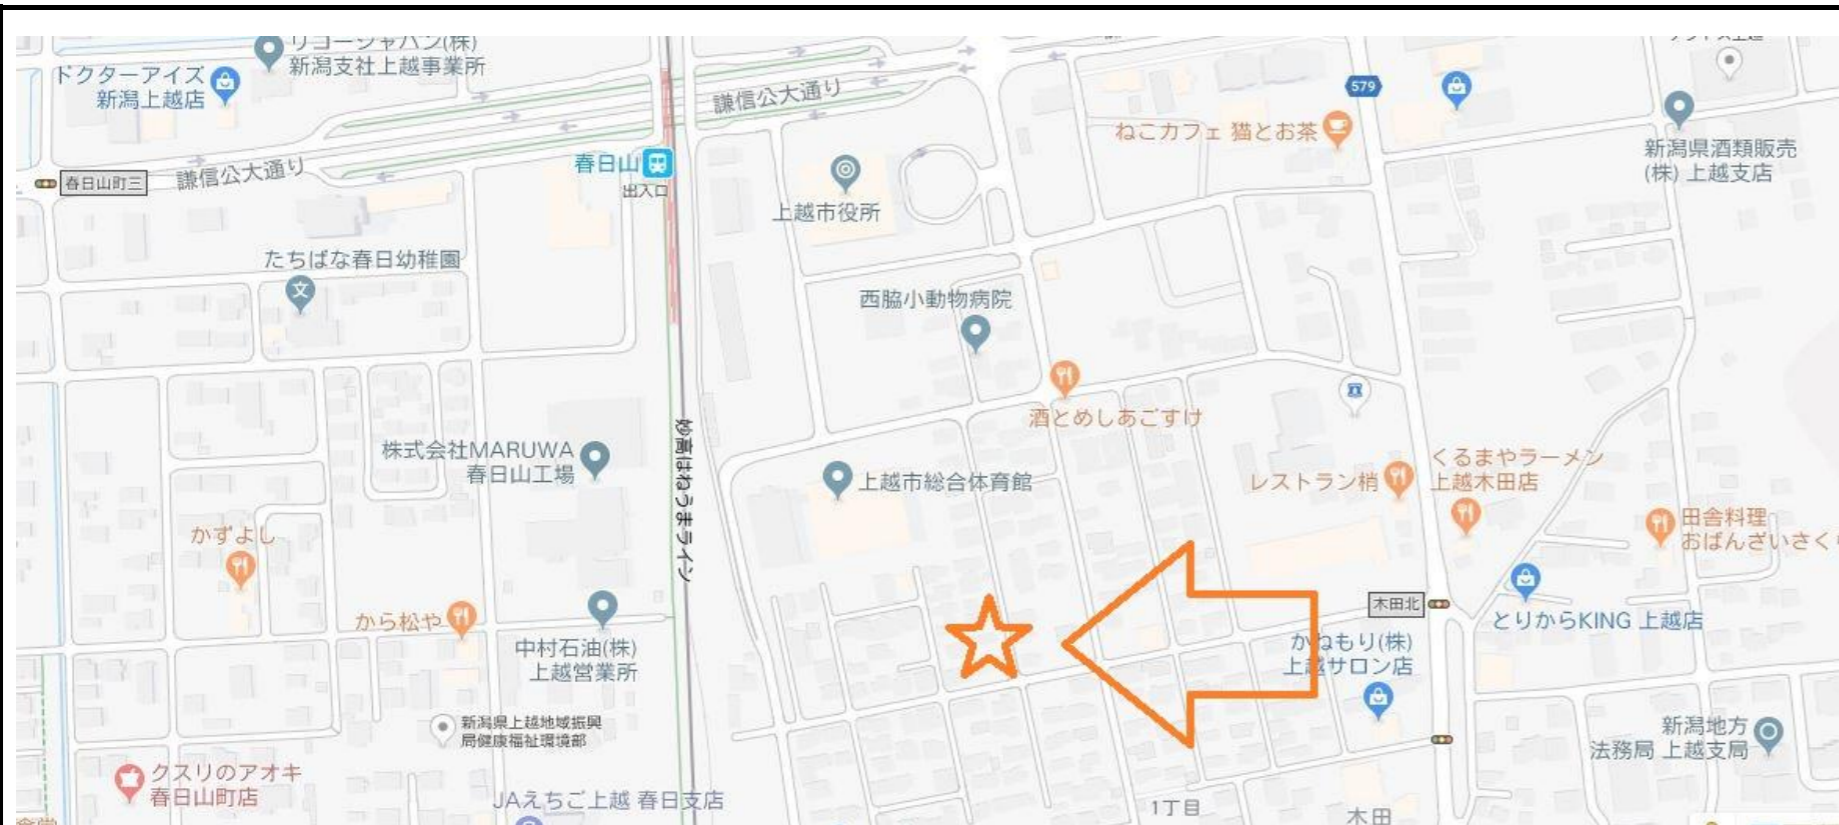 リコージャパン(株)
新潟支社上越事業所
ドクターアイズ
新潟上越店
謙信公大通り
579
ねこカフェ 猫とお茶
新潟県酒類販売
(株) 上越支店
春日山町三
謙信公大通り
春日山
出入口
上越市役所
たちばな春日幼稚園
文
西脇小動物病院
酒とめしあごすけ
妙高はねうまライン
株式会社MARUWA
春日山工場
上越市総合体育館
レストラン梢
くるまやラーメン
上越木田店
田舎料理
おばんざいさくら
かずよし
から松や
中村石油(株)
上越営業所
木田北
とりからKING 上越店
かねもり(株)
上越サロン店
新潟県上越地域振興
局健康福祉環境部
新潟地方
法務局 上越支局
クスリのアオキ
春日山町店
JAえちご上越 春日支店
1丁目
木田